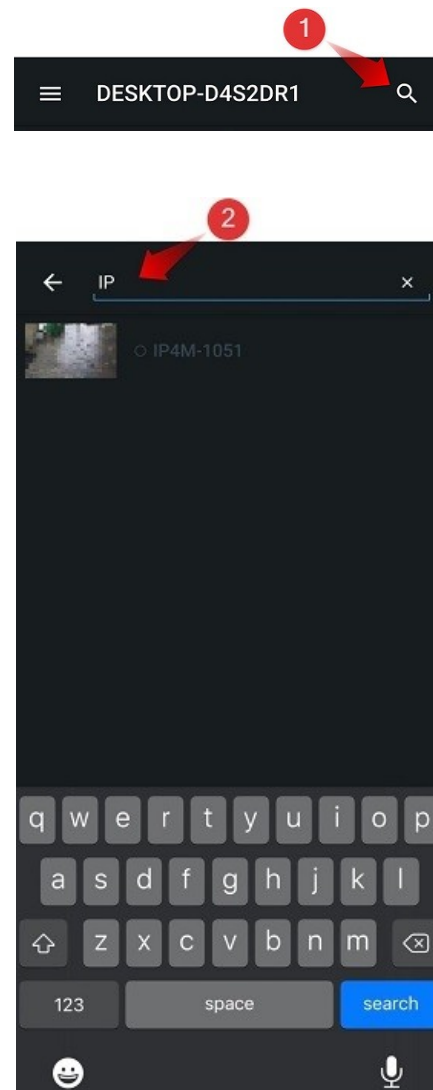 1
DESKTOP-D4S2DR1
2
IP
IP4M-1051
q w e r t y u i o p
a s d f g h j k l
z x c v b n m
123 space search